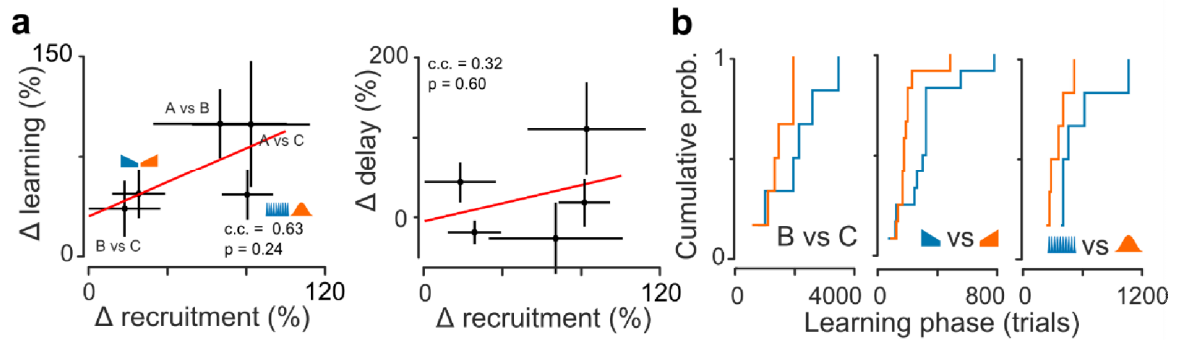 a
150
Δ learning (%)
0
A vs B
A vs C
B vs C
c.c. = 0.63
p = 0.24
0
120
Δ recruitment (%)
200
Δ delay (%)
0
c.c. = 0.32
p = 0.60
0
120
Δ recruitment (%)
b
1
Cumulative prob.
0
B vs C
vs
vs
0
4000
0
800
0
1200
Learning phase (trials)